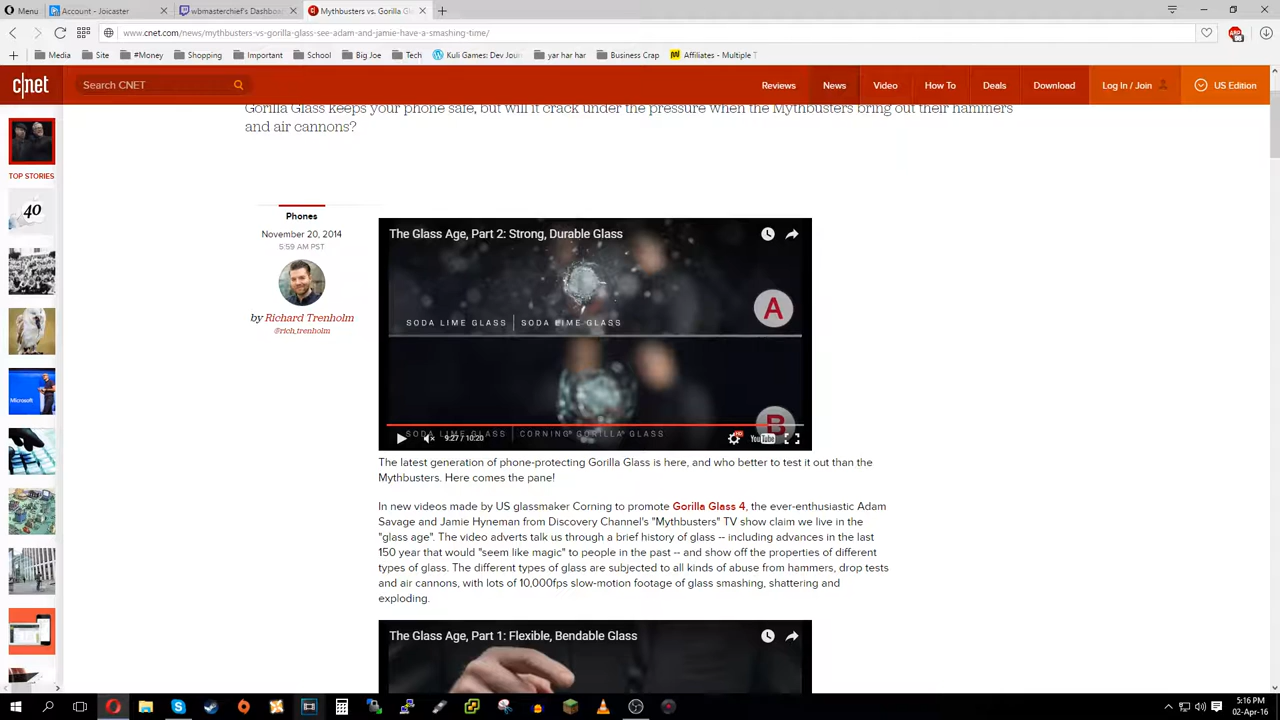 Menu
Account - Joicaster
wbmasterchief's Dashboa
Mythbusters vs. Gorilla G
www.cnet.com/news/mythbusters-vs-gorilla-glass-see-adam-and-jamie-have-a-smashing-time/
Media
Site
#Money
Shopping
Important
School
Big Joe
Tech
Kuli Games: Dev Jour
yar har har
Business Crap
Affiliates - Multiple T
c|net
Search CNET
Reviews
News
Video
How To
Deals
Download
Log In / Join
US Edition
Gorilla Glass keeps your phone safe, but will it crack under the pressure when the Mythbusters bring out their hammers
and air cannons?
TOP STORIES
40
Microsoft
Phones
November 20, 2014
5:59 AM PST
by Richard Trenholm
@rich_trenholm
The Glass Age, Part 2: Strong, Durable Glass
A
SODA LIME GLASS | SODA LIME GLASS
B
SODA LIME GLASS | CORNING® GORILLA® GLASS
9:27 / 10:20
HD
YouTube
The latest generation of phone-protecting Gorilla Glass is here, and who better to test it out than the
Mythbusters. Here comes the pane!
In new videos made by US glassmaker Corning to promote Gorilla Glass 4, the ever-enthusiastic Adam
Savage and Jamie Hyneman from Discovery Channel's "Mythbusters" TV show claim we live in the
"glass age". The video adverts talk us through a brief history of glass -- including advances in the last
150 year that would "seem like magic" to people in the past -- and show off the properties of different
types of glass. The different types of glass are subjected to all kinds of abuse from hammers, drop tests
and air cannons, with lots of 10,000fps slow-motion footage of glass smashing, shattering and
exploding.
The Glass Age, Part 1: Flexible, Bendable Glass
5:16 PM
02-Apr-16